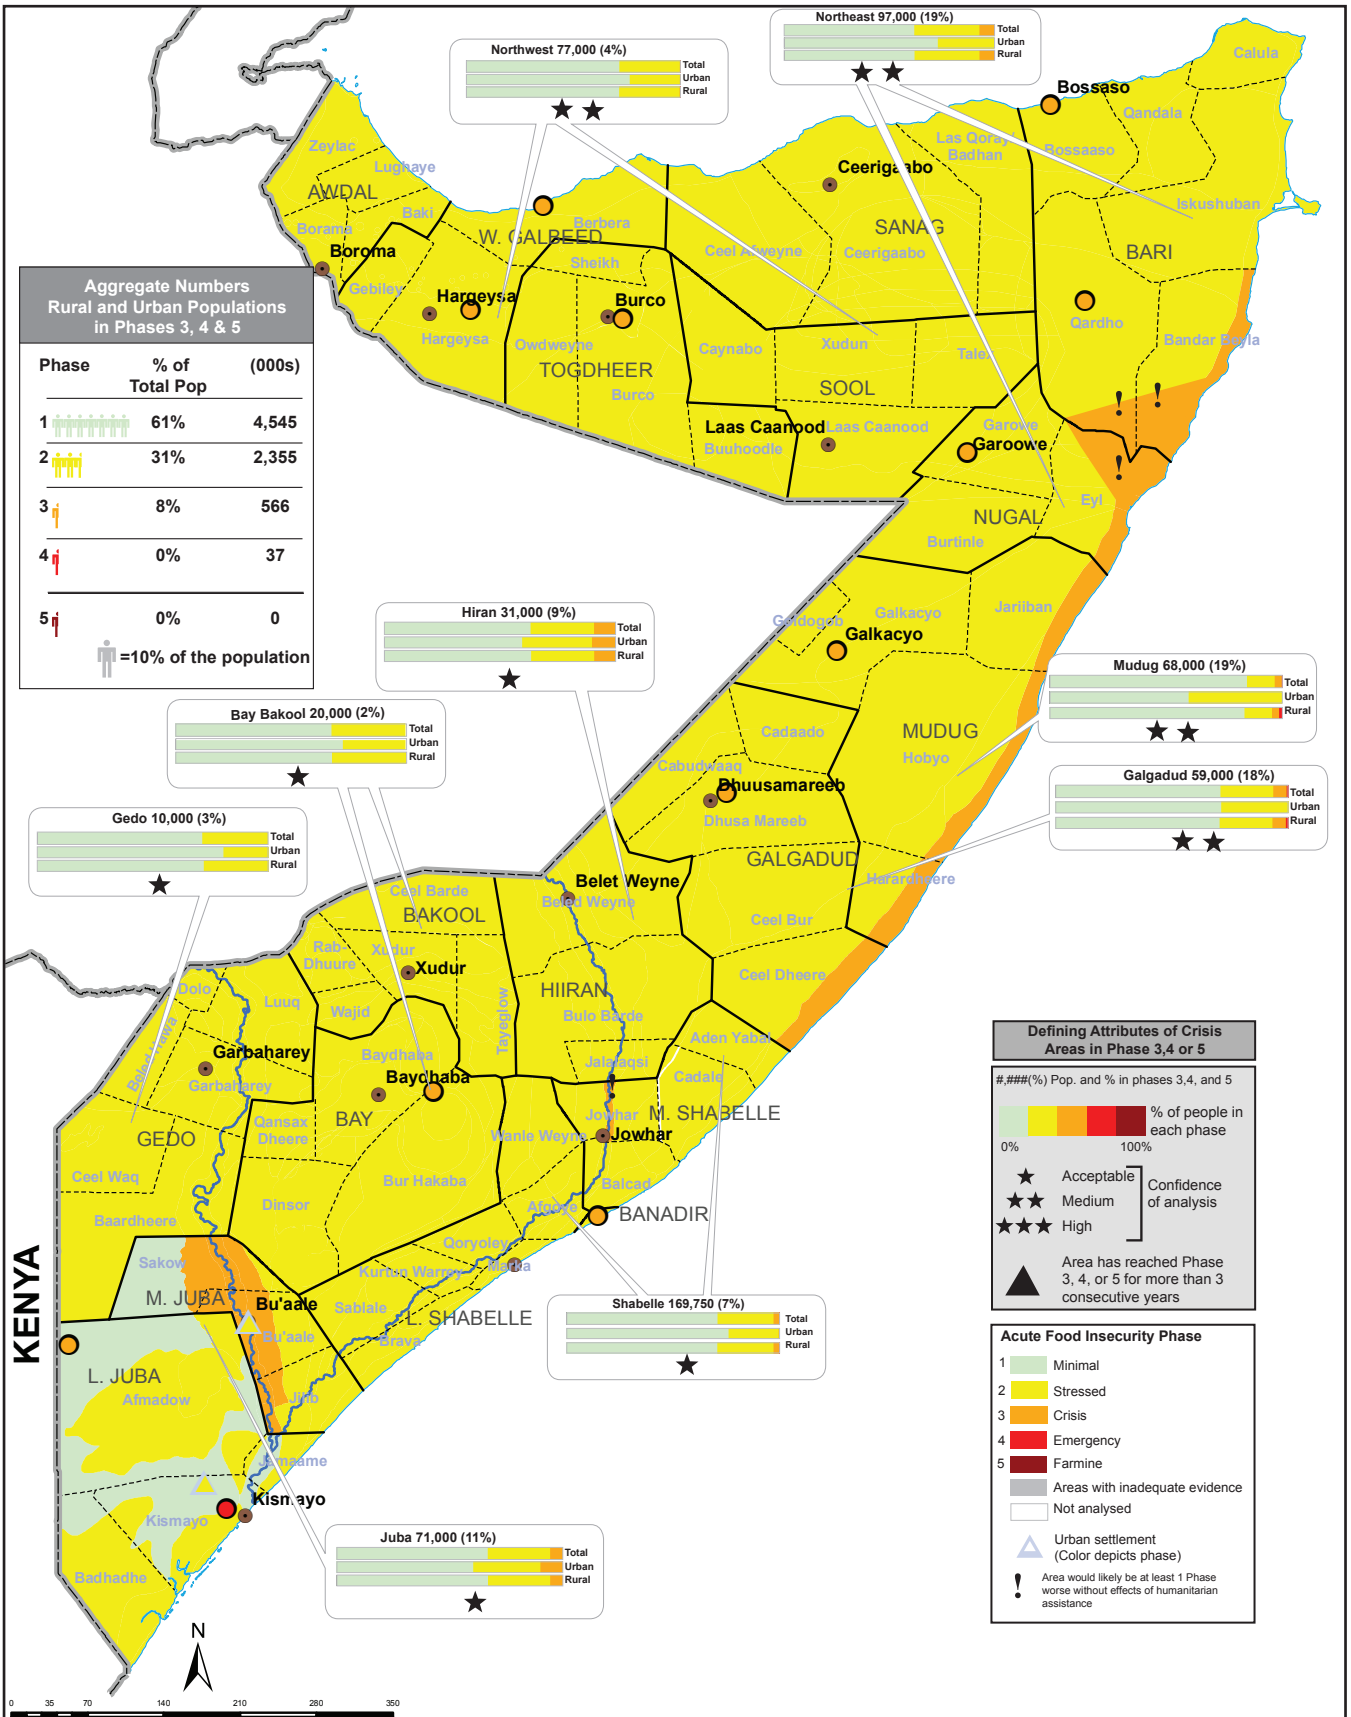 Northwest 77,000 (4%)
Total
Urban
Rural
Northeast 97,000 (19%)
Total
Urban
Rural
Calula
Bossaso
Qandala
Las Qoray/
Badhan
Bossaaso
Zeylac
Lughaye
AWDAL
Ceerigaabo
Iskushuban
Baki
Borama
Berbera
W. GALBEED
SANAG
Boroma
Sheikh
Ceel Afweyne
Ceerigaabo
BARI
Gebiley
Hargeysa
Burco
Qardho
Hargeysa
Owdweyne
Caynabo
Xudun
Talex
Bandar Beyla
TOGDHEER
SOOL
Burco
Laas Caanood
Laas Caanood
Garowe
Buuhoodle
Garoowe
Eyl
NUGAL
Burtinle
Aggregate Numbers
Rural and Urban Populations
in Phases 3, 4 & 5
Phase
% of
Total Pop
(000s)
1 61% 4,545
2 31% 2,355
3 8% 566
4 0% 37
5 0% 0
=10% of the population
Hiran 31,000 (9%)
Total
Urban
Rural
Goldogob
Galkacyo
Jariiban
Galkacyo
Mudug 68,000 (19%)
Total
Urban
Rural
Bay Bakool 20,000 (2%)
Total
Urban
Rural
Cadaado
MUDUG
Hobyo
Cabudwaaq
Dhuusamareeb
Dhusa Mareeb
Galgadud 59,000 (18%)
Total
Urban
Rural
Gedo 10,000 (3%)
Total
Urban
Rural
GALGADUD
Harardheere
Belet Weyne
Beled Weyne
Ceel Barde
BAKOOL
Ceel Bur
Rab-
Dhuure
Xudur
Xudur
Ceel Dheere
Dolo
Luuq
Wajid
Tayeglow
HIIRAN
Bulo Barde
Beled Hawa
Garbaharey
Garbaharey
Baydhaba
Baydhaba
Jalalaqsi
Aden Yabal
Cadale
BAY
Qansax
Dheere
Jowhar
M. SHABELLE
GEDO
Wanle Weyne
Jowhar
Ceel Waq
Bur Hakaba
Balcad
Dinsor
Afgoye
BANADIR
Baardheere
Qoryoley
Marka
Sakow
Kurtun Warrey
M. JUBA
Bu'aale
Bu'aale
Sablale
L. SHABELLE
Brava
Shabelle 169,750 (7%)
Total
Urban
Rural
KENYA
L. JUBA
Afmadow
Jilib
Jamaame
Kismayo
Kismayo
Juba 71,000 (11%)
Total
Urban
Rural
Badhadhe
N
0 35 70 140 210 280 350
Defining Attributes of Crisis
Areas in Phase 3,4 or 5
#,###(%) Pop. and % in phases 3,4, and 5
% of people in
each phase
0% 100%
Acceptable
Medium
High
Confidence
of analysis
Area has reached Phase
3, 4, or 5 for more than 3
consecutive years
Acute Food Insecurity Phase
1 Minimal
2 Stressed
3 Crisis
4 Emergency
5 Farmine
Areas with inadequate evidence
Not analysed
Urban settlement
(Color depicts phase)
! Area would likely be at least 1 Phase
worse without effects of humanitarian
assistance